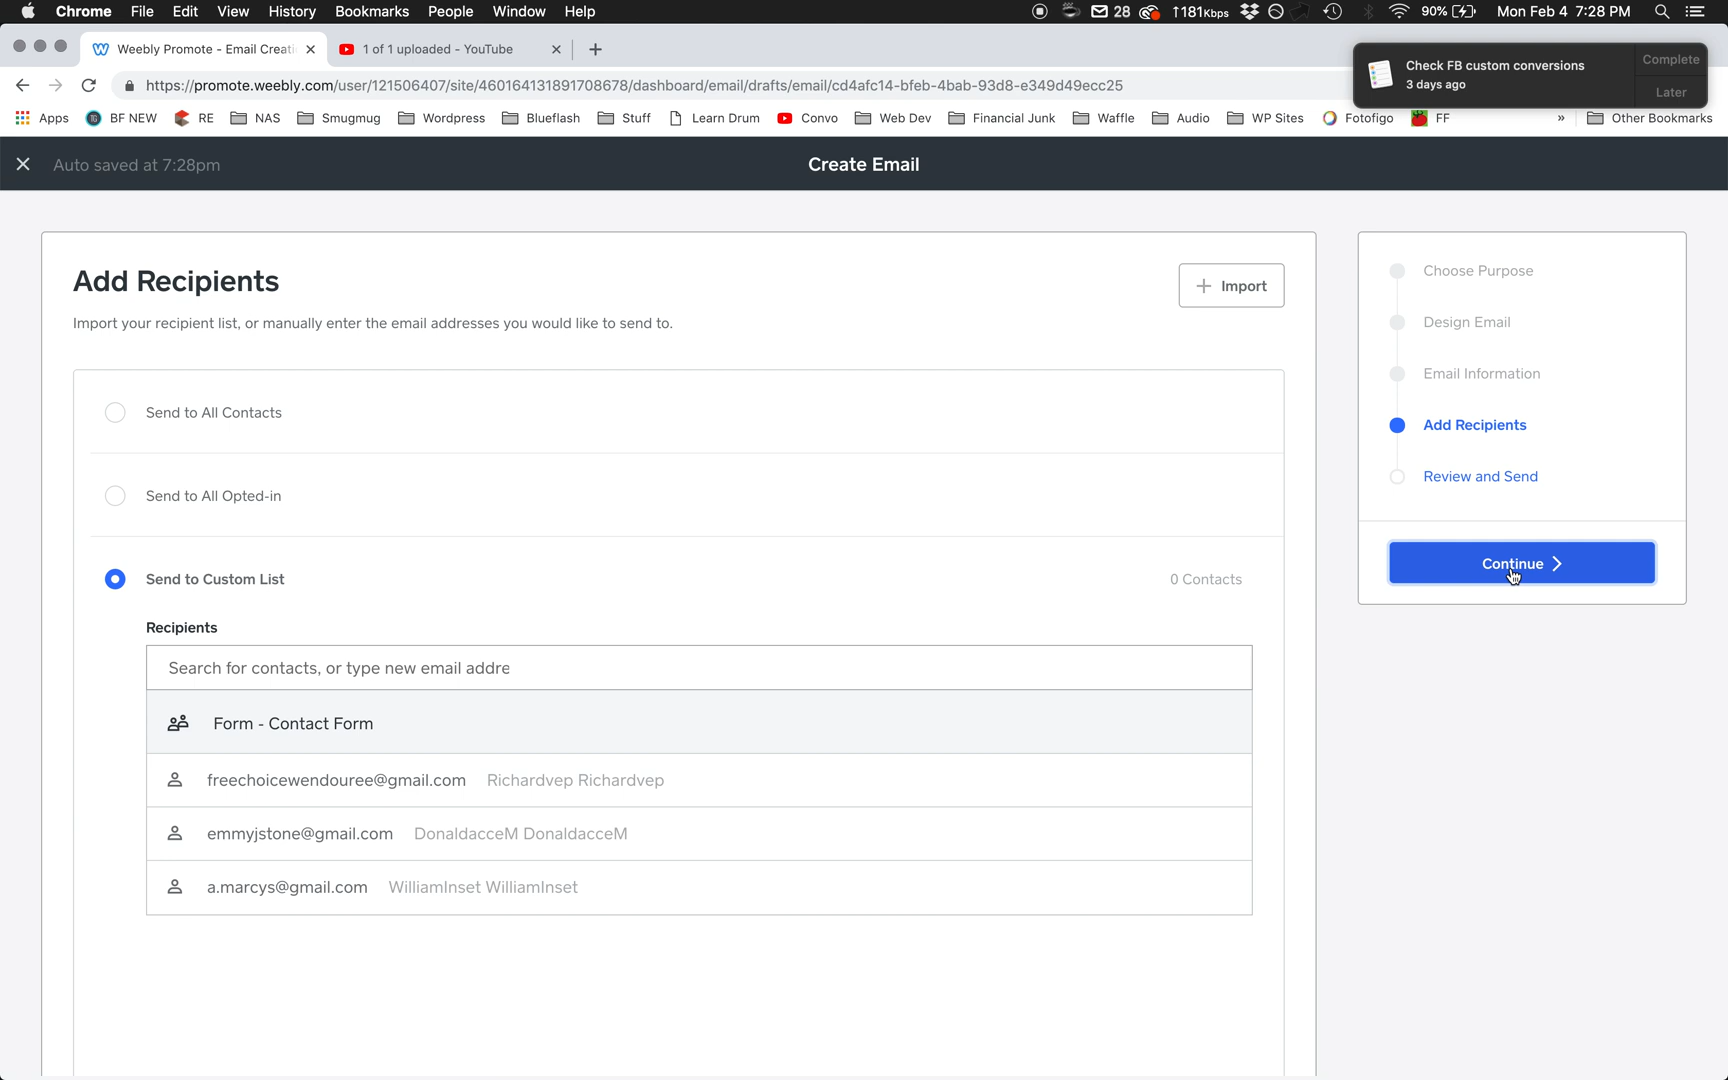 Chrome File Edit View History Bookmarks People Window Help 28 ↑181Kbps 90% Mon Feb 4 7:28 PM
Weebly Promote - Email Creati 1 of 1 uploaded - YouTube
https://promote.weebly.com/user/121506407/site/460164131891708678/dashboard/email/drafts/email/cd4afc14-bfeb-4bab-93d8-e349d49ecc25
Check FB custom conversions
3 days ago
Complete
Later
Apps BF NEW RE NAS Smugmug Wordpress Blueflash Stuff Learn Drum Convo Web Dev Financial Junk Waffle Audio WP Sites Fotofigo FF » Other Bookmarks
Auto saved at 7:28pm
Create Email
Add Recipients
Import your recipient list, or manually enter the email addresses you would like to send to.
+ Import
Send to All Contacts
Send to All Opted-in
Send to Custom List
0 Contacts
Recipients
Search for contacts, or type new email addre
Form - Contact Form
freechoicewendouree@gmail.com Richardvep Richardvep
emmyjstone@gmail.com DonaldacceM DonaldacceM
a.marcys@gmail.com WilliamInset WilliamInset
Choose Purpose
Design Email
Email Information
Add Recipients
Review and Send
Continue